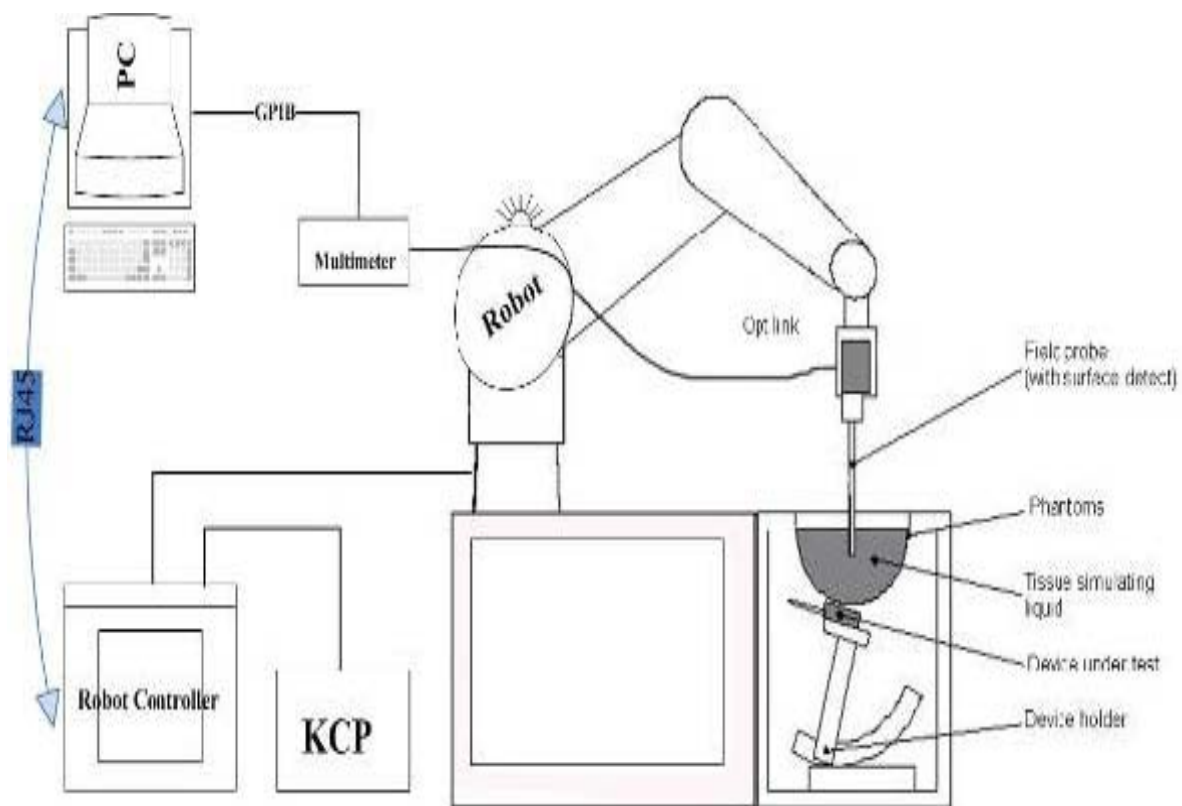 PC
GPIB
Multimeter
Robot
Opt link
Field probe
(with surface detect)
RJ45
Phantoms
Tissue simulating
liquid
Device under test
Device holder
Robot Controller
KCP